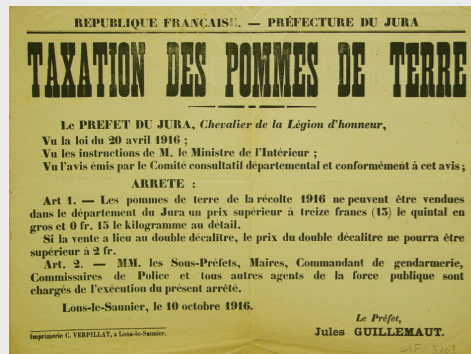 REPUBLIQUE FRANÇAISE. — PRÉFECTURE DU JURA
TAXATION DES POMMES DE TERRE
Le PREFET DU JURA, Chevalier de la Légion d'honneur,
Vu la loi du 20 avril 1916 ;
Vu les instructions de M. le Ministre de l'Intérieur ;
Vu l'avis émis par le Comité consultatif départemental et conformément à cet avis ;
ARRETE :
Art 1. — Les pommes de terre de la récolte 1916 ne peuvent être vendues
dans le département du Jura un prix supérieur à treize francs (13) le quintal en
gros et 0 fr. 15 le kilogramme au détail.
Si la vente a lieu au double décalitre, le prix du double décalitre ne pourra être
supérieur à 2 fr.
Art. 2. — MM. les Sous-Préfets, Maires, Commandant de gendarmerie,
Commissaires de Police et tous autres agents de la force publique sont
chargés de l'exécution du présent arrêté.
Lons-le-Saunier, le 10 octobre 1916.
Le Préfet,
Jules GUILLEMAUT.
Imprimerie C. VERPILLAT, a Lons-le-Saunier.